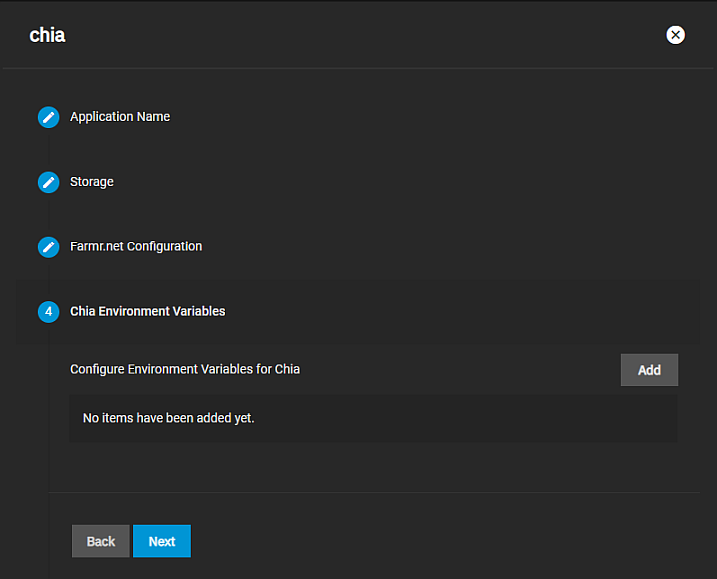 chia
Application Name
Storage
Farmr.net Configuration
4 Chia Environment Variables
Configure Environment Variables for Chia Add
No items have been added yet.
Back Next